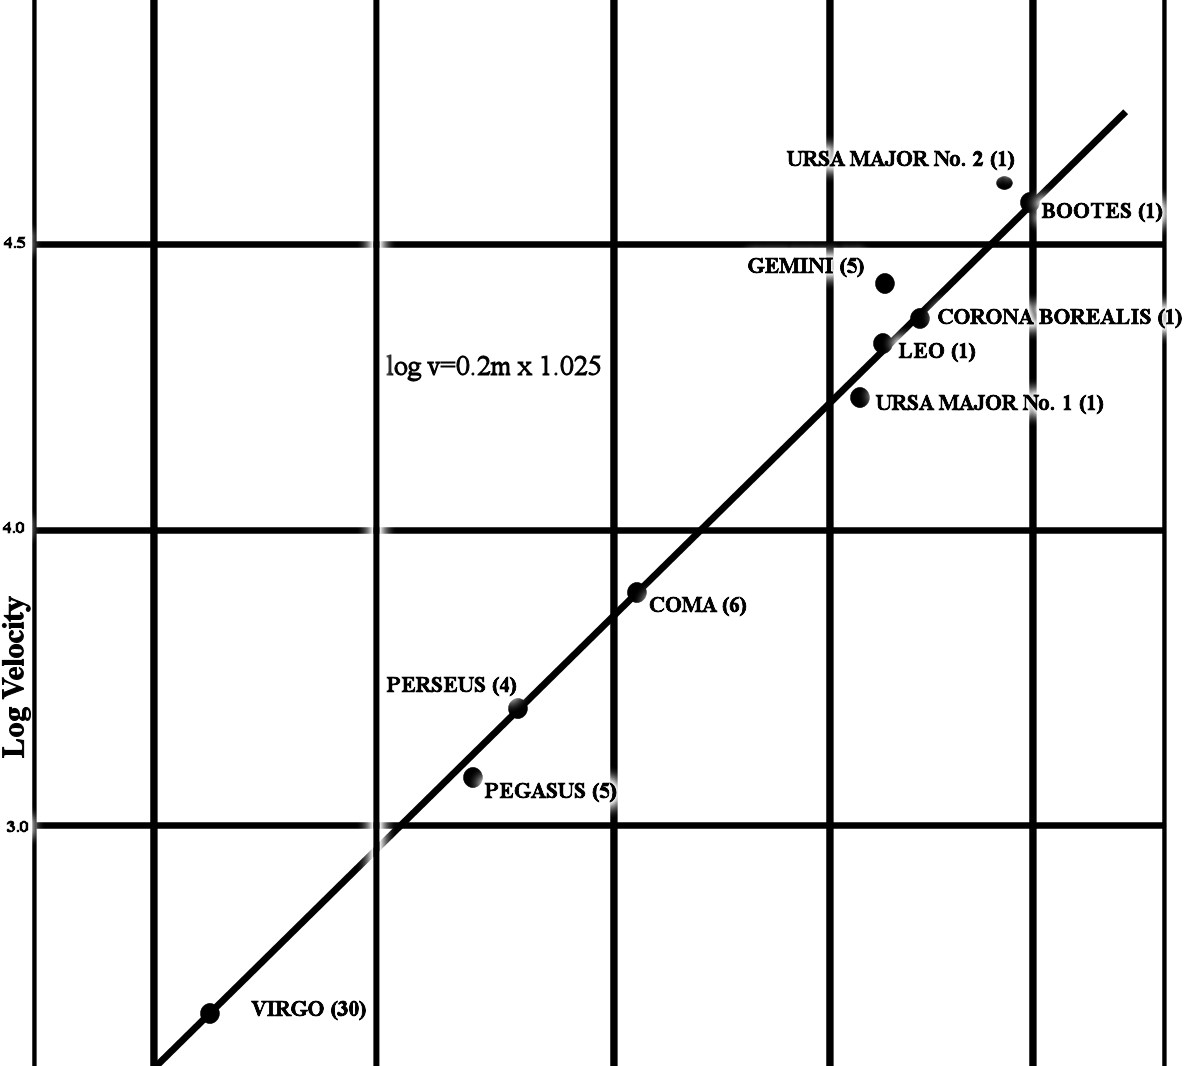 URSA MAJOR No. 2 (1)
BOOTES (1)
4.5
GEMINI (5)
CORONA BOREALIS (1)
LEO (1)
log v=0.2m x 1.025
URSA MAJOR No. 1 (1)
4.0
COMA (6)
Log Velocity
PERSEUS (4)
PEGASUS (5)
3.0
VIRGO (30)